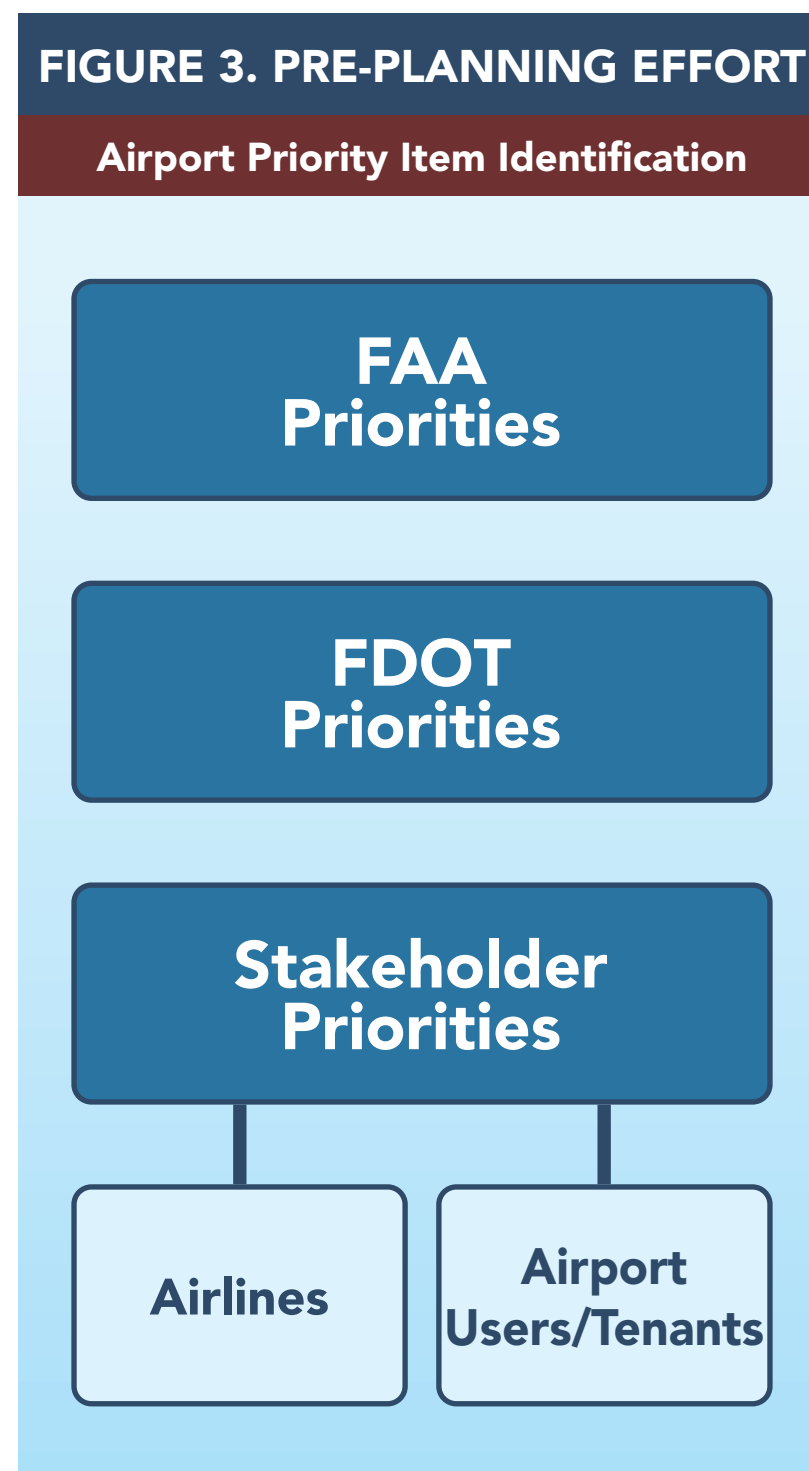 FIGURE 3. PRE-PLANNING EFFORT
Airport Priority Item Identification
FAA
Priorities
FDOT
Priorities
Stakeholder
Priorities
Airlines
Airport
Users/Tenants